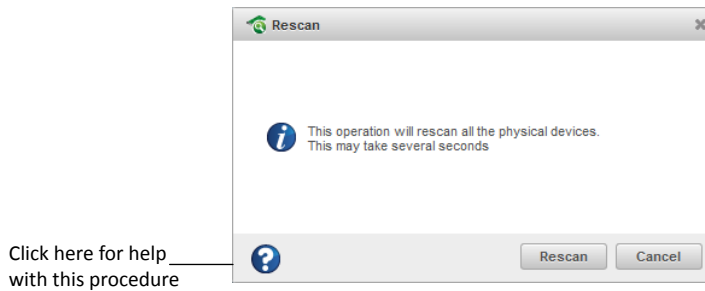 Rescan
This operation will rescan all the physical devices.
This may take several seconds
Click here for help
with this procedure
Rescan Cancel